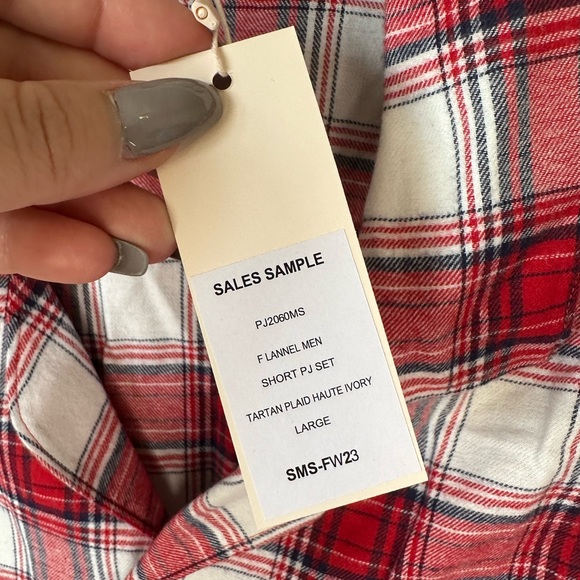 SALES SAMPLE
PJ2060MS
F LANNEL MEN
SHORT PJ SET
TARTAN PLAID HAUTE IVORY
LARGE
SMS-FW23